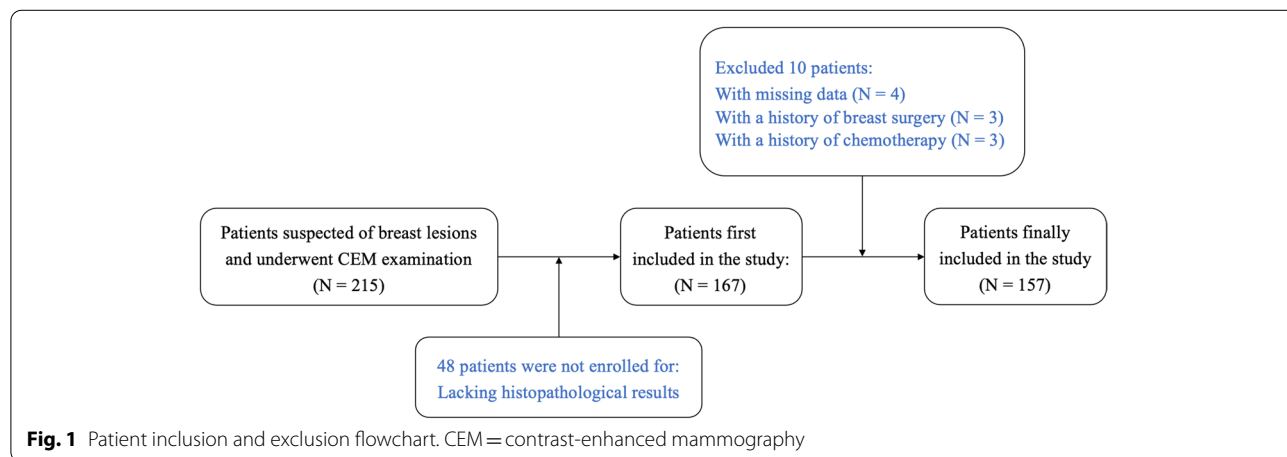 Excluded 10 patients:
With missing data (N = 4)
With a history of breast surgery (N = 3)
With a history of chemotherapy (N = 3)
Patients suspected of breast lesions
and underwent CEM examination
(N = 215)
Patients first
included in the study:
(N = 167)
Patients finally
included in the study
(N = 157)
48 patients were not enrolled for:
Lacking histopathological results
Fig. 1 Patient inclusion and exclusion flowchart. CEM = contrast-enhanced mammography